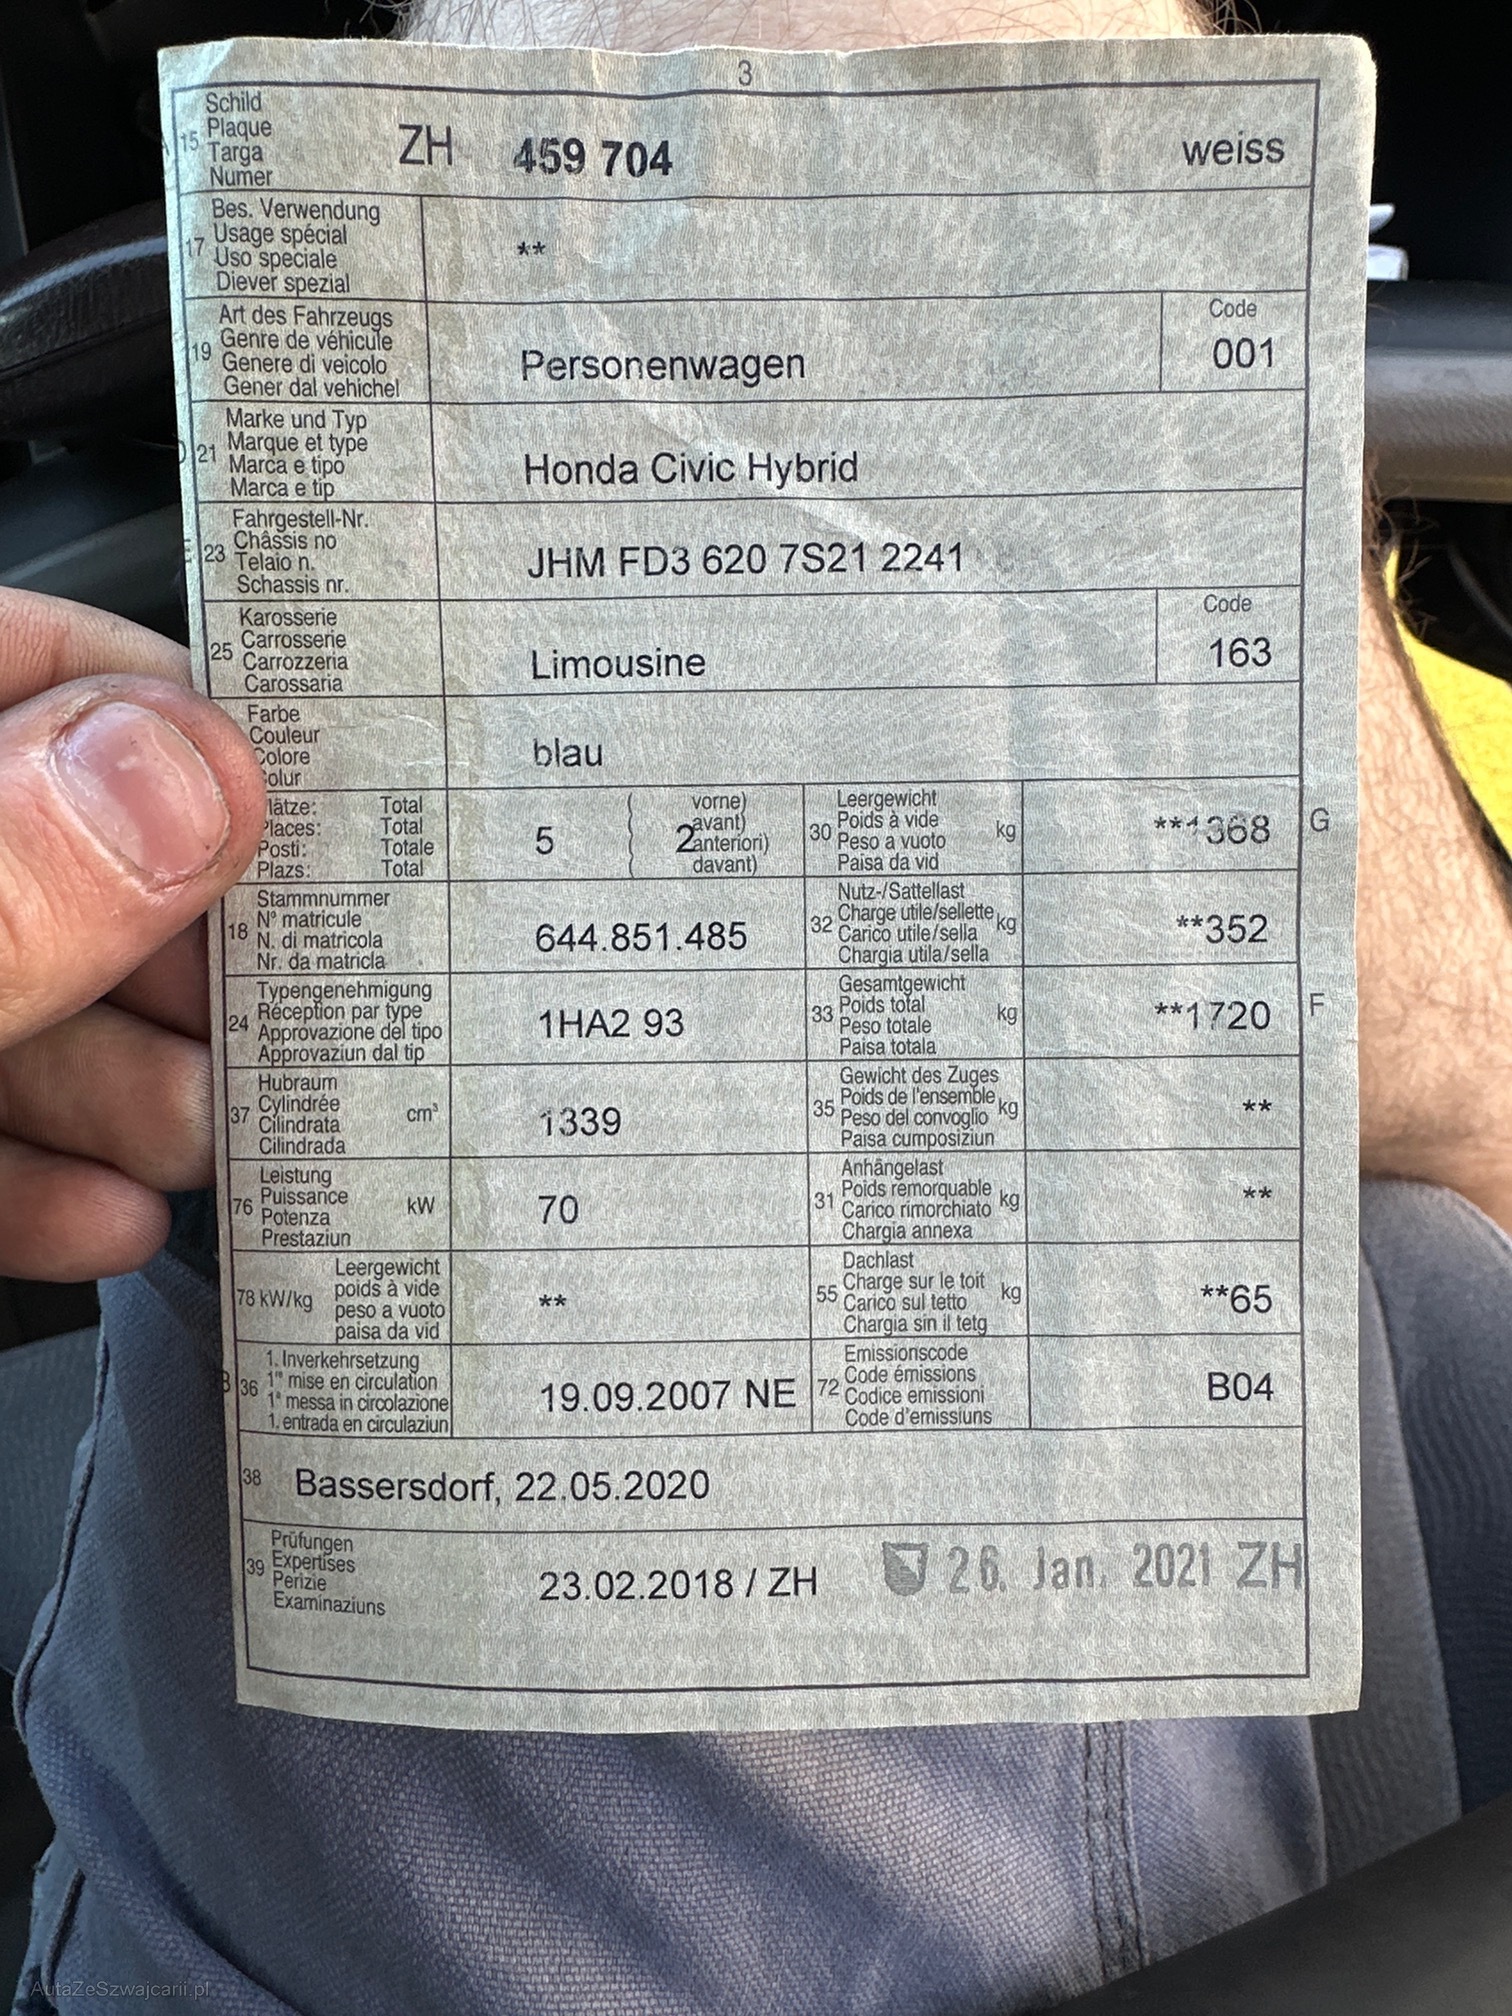 3
15 Schild
Plaque
Targa
Numer
ZH 459 704 weiss
17 Bes. Verwendung
Usage spécial
Uso speciale
Diever spezial
**
19 Art des Fahrzeugs
Genre de véhicule
Genere di veicolo
Gener dal vehichel
Personenwagen
Code
001
21 Marke und Typ
Marque et type
Marca e tipo
Marca e tip
Honda Civic Hybrid
23 Fahrgestell-Nr.
Châssis no
Telaio n.
Schassis nr.
JHM FD3 620 7S21 2241
25 Karosserie
Carrosserie
Carrozzeria
Carossaria
Limousine
Code
163
Farbe
Couleur
Colore
olur
blau
lätze: Total
Places: Total
Posti: Totale
Plazs: Total
5 ( 2 vorne)
avant)
anteriori)
davant)
30 Leergewicht
Poids à vide kg
Peso a vuoto
Paisa da vid
**1368 G
18 Stammnummer
N° matricule
N. di matricola
Nr. da matricla
644.851.485
32 Nutz-/Sattellast
Charge utile/sellette kg
Carico utile/sella
Chargia utila/sella
**352
24 Typengenehmigung
Réception par type
Approvazione del tipo
Approvaziun dal tip
1HA2 93
33 Gesamtgewicht
Poids total kg
Peso totale
Paisa totala
**1720 F
37 Hubraum
Cylindrée cm³
Cilindrata
Cilindrada
1339
35 Gewicht des Zuges
Poids de l'ensemble kg
Peso del convoglio
Paisa cumposiziun
**
76 Leistung
Puissance kW
Potenza
Prestaziun
70
31 Anhängelast
Poids remorquable kg
Carico rimorchiato
Chargia annexa
**
78 kW/kg Leergewicht
poids à vide
peso a vuoto
paisa da vid
**
55 Dachlast
Charge sur le toit kg
Carico sul tetto
Chargia sin il tetg
**65
B 36 1. Inverkehrsetzung
1re mise en circulation
1a messa in circolazione
1. entrada en circulaziun
19.09.2007 NE
72 Emissionscode
Code émissions
Codice emissioni
Code d'emissiuns
B04
38 Bassersdorf, 22.05.2020
39 Prüfungen
Expertises
Perizie
Examinaziuns
23.02.2018 / ZH 26. Jan. 2021 ZH
AutaZeSzwajcarii.pl